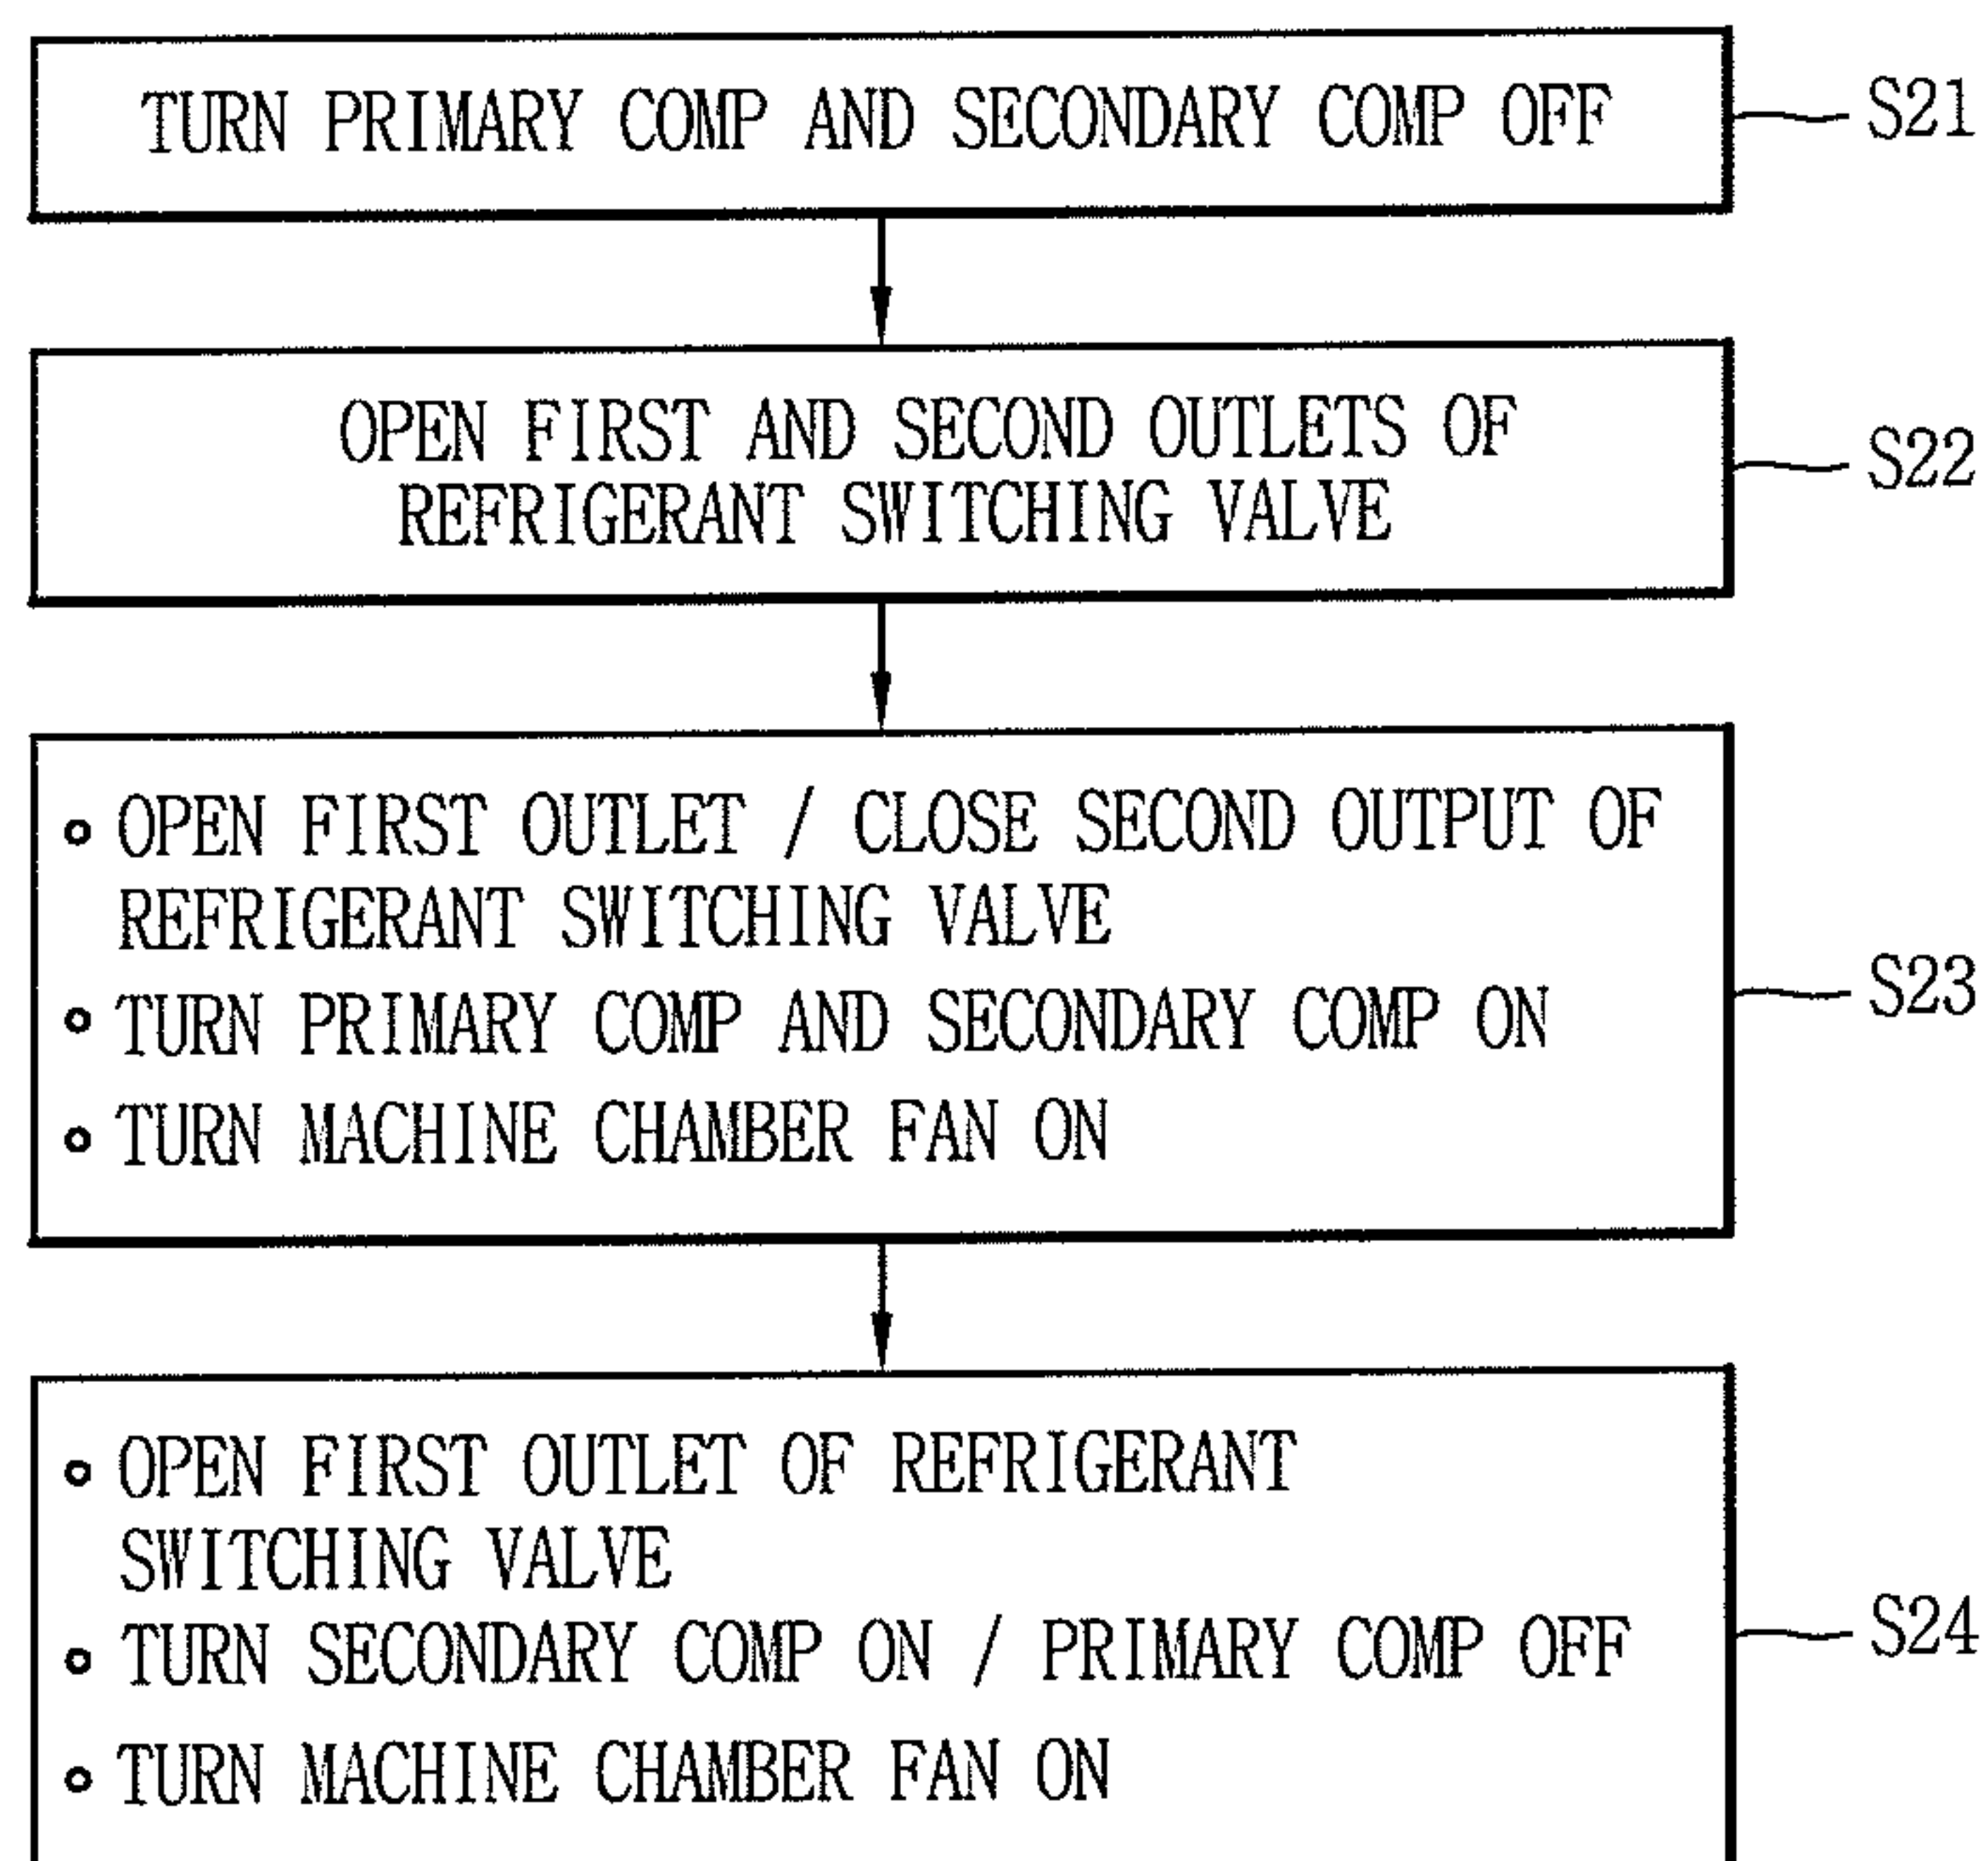 TURN PRIMARY COMP AND SECONDARY COMP OFF
S21
OPEN FIRST AND SECOND OUTLETS OF
REFRIGERANT SWITCHING VALVE
S22
OPEN FIRST OUTLET / CLOSE SECOND OUTPUT OF
REFRIGERANT SWITCHING VALVE
TURN PRIMARY COMP AND SECONDARY COMP ON
TURN MACHINE CHAMBER FAN ON
S23
OPEN FIRST OUTLET OF REFRIGERANT
SWITCHING VALVE
TURN SECONDARY COMP ON / PRIMARY COMP OFF
TURN MACHINE CHAMBER FAN ON
S24